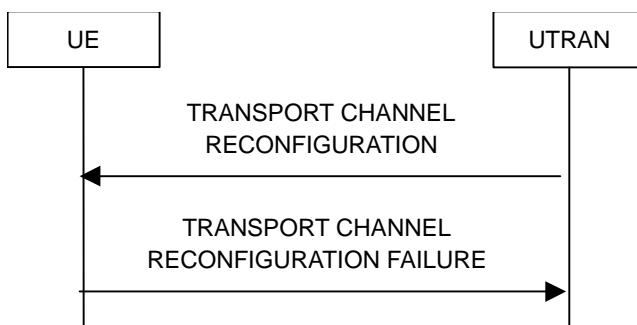 UE
UTRAN
TRANSPORT CHANNEL
RECONFIGURATION
TRANSPORT CHANNEL
RECONFIGURATION FAILURE